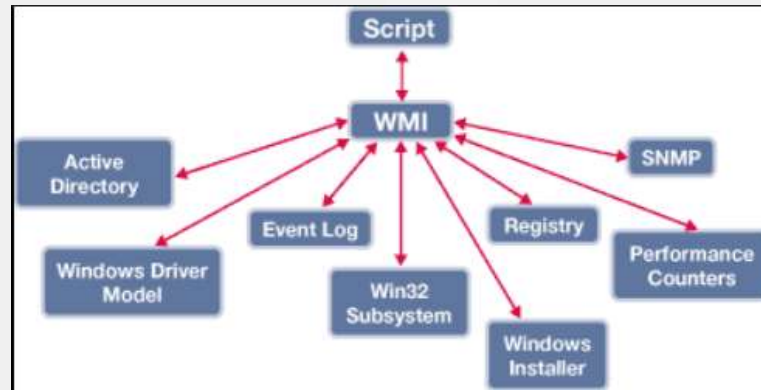 Script
WMI
Active
Directory
SNMP
Event Log
Registry
Windows Driver
Model
Performance
Counters
Win32
Subsystem
Windows
Installer